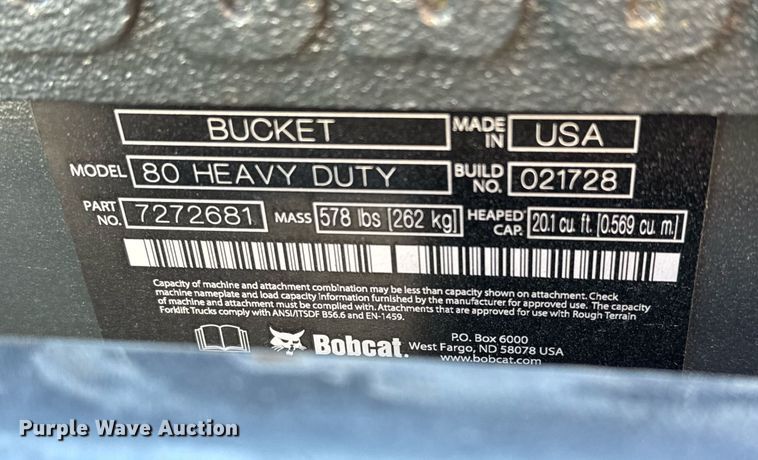 BUCKET
MADE IN USA
MODEL 80 HEAVY DUTY
BUILD NO. 021728
PART NO. 7272681 MASS 578 lbs [262 kg] HEAPED CAP. 20.1 cu. ft. [0.569 cu. m.]
Capacity of machine and attachment combination may be less than capacity shown on attachment. Check
machine nameplate and load capacity information furnished by the manufacturer for approved use. The capacity
of machine and attachment must be complied with. Attachments that are approved for use with Rough Terrain
Forklift Trucks comply with ANSI/ITSDF B56.6 and EN-1459.
Bobcat.
P.O. Box 6000
West Fargo, ND 58078 USA
www.bobcat.com
Purple Wave Auction